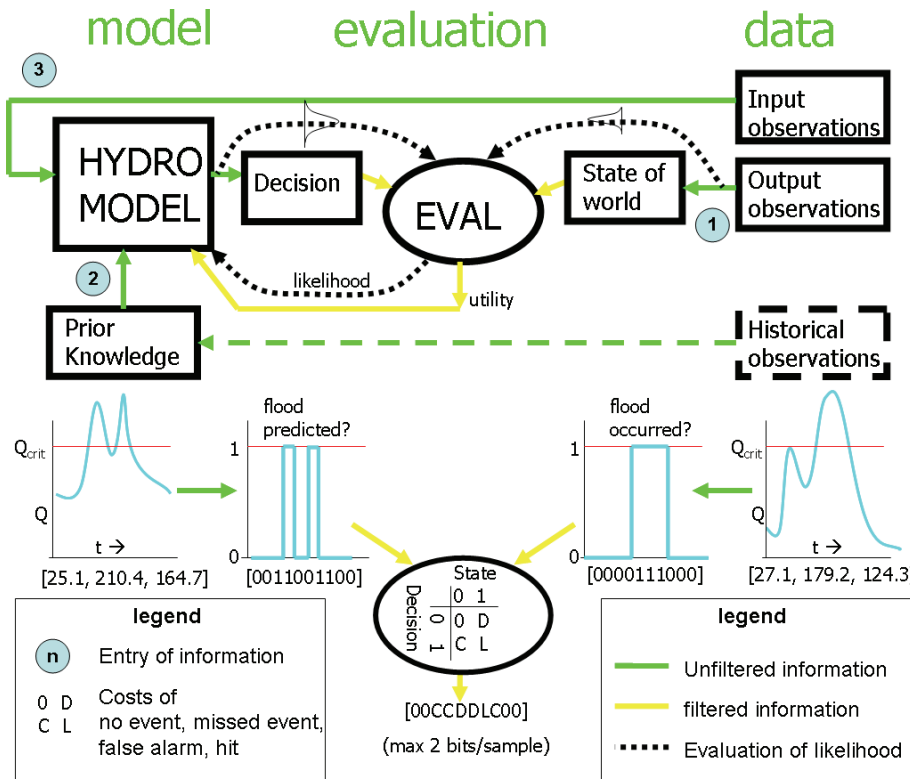 model evaluation data
3
Input
observations
HYDRO
MODEL
Decision
EVAL
State of
world
Output
observations
1
likelihood
utility
2
Prior
Knowledge
Historical
observations
Qcrit
Q
t →
[25.1, 210.4, 164.7]
flood
predicted?
1
0
[0011001100]
flood
occurred?
1
0
[0000111000]
Qcrit
Q
t →
[27.1, 179.2, 124.3
State
0 1
Decision
0 0 D
1 C L
[00CCDDLC00]
(max 2 bits/sample)
legend
n Entry of information
0 D Costs of
C L no event, missed event,
false alarm, hit
legend
Unfiltered information
filtered information
Evaluation of likelihood